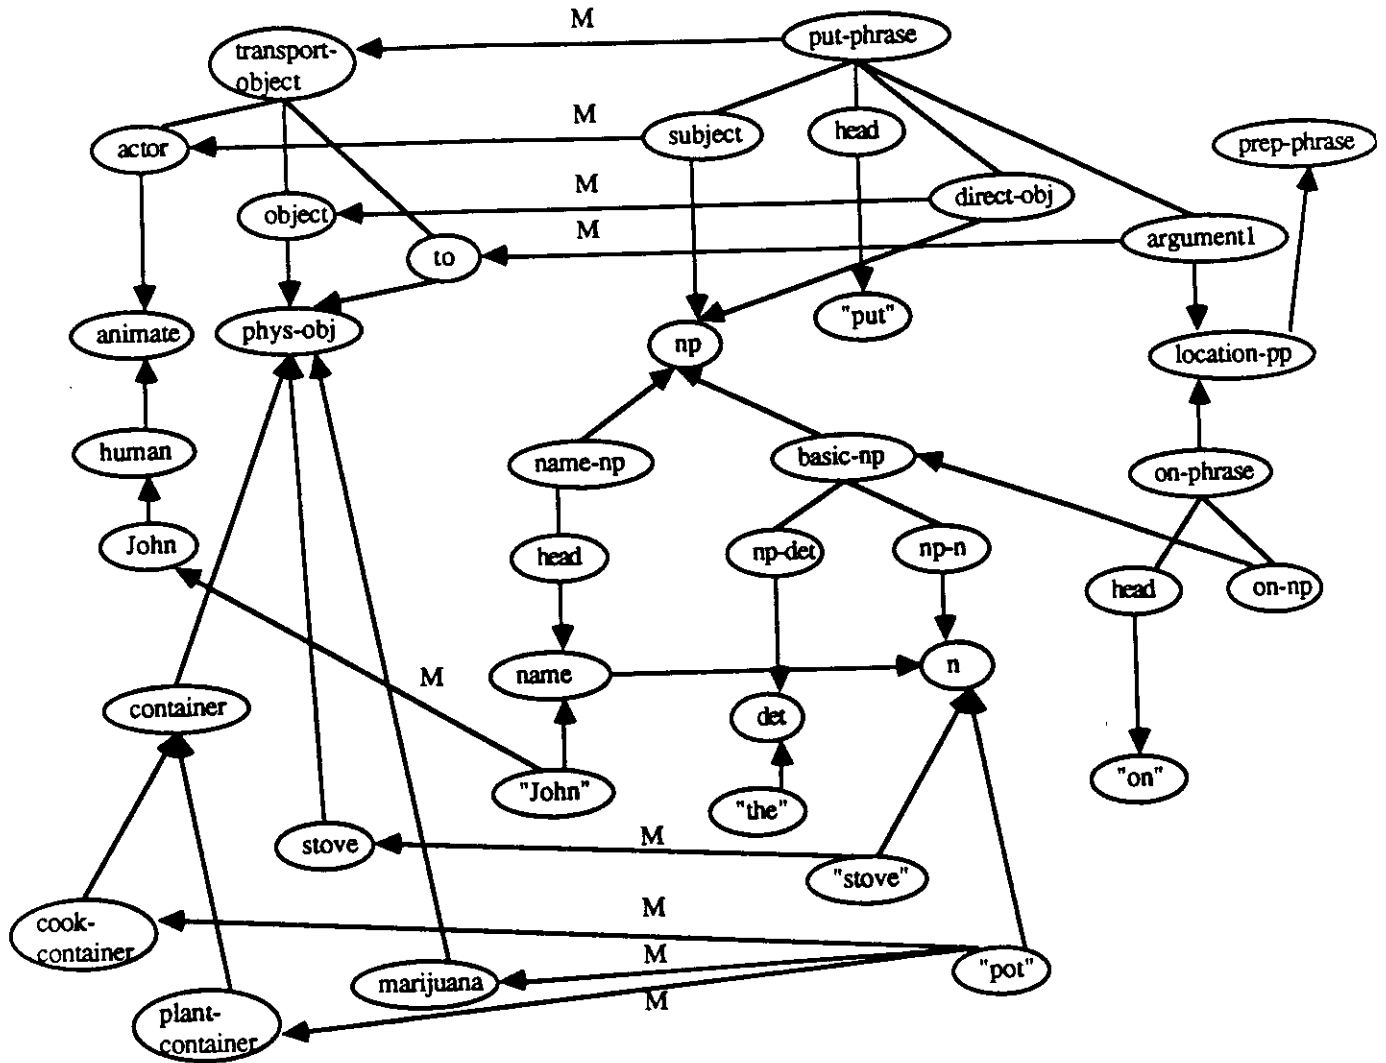 M
put-phrase
transport-
object
M
subject
head
actor
prep-phrase
M
direct-obj
object
M
argument1
to
"put"
animate
phys-obj
np
location-pp
human
name-np
basic-np
on-phrase
John
head
np-det
np-n
head
on-np
M
name
n
container
det
"on"
"John"
"the"
stove
M
"stove"
cook-
container
M
M
"pot"
marijuana
M
plant-
container